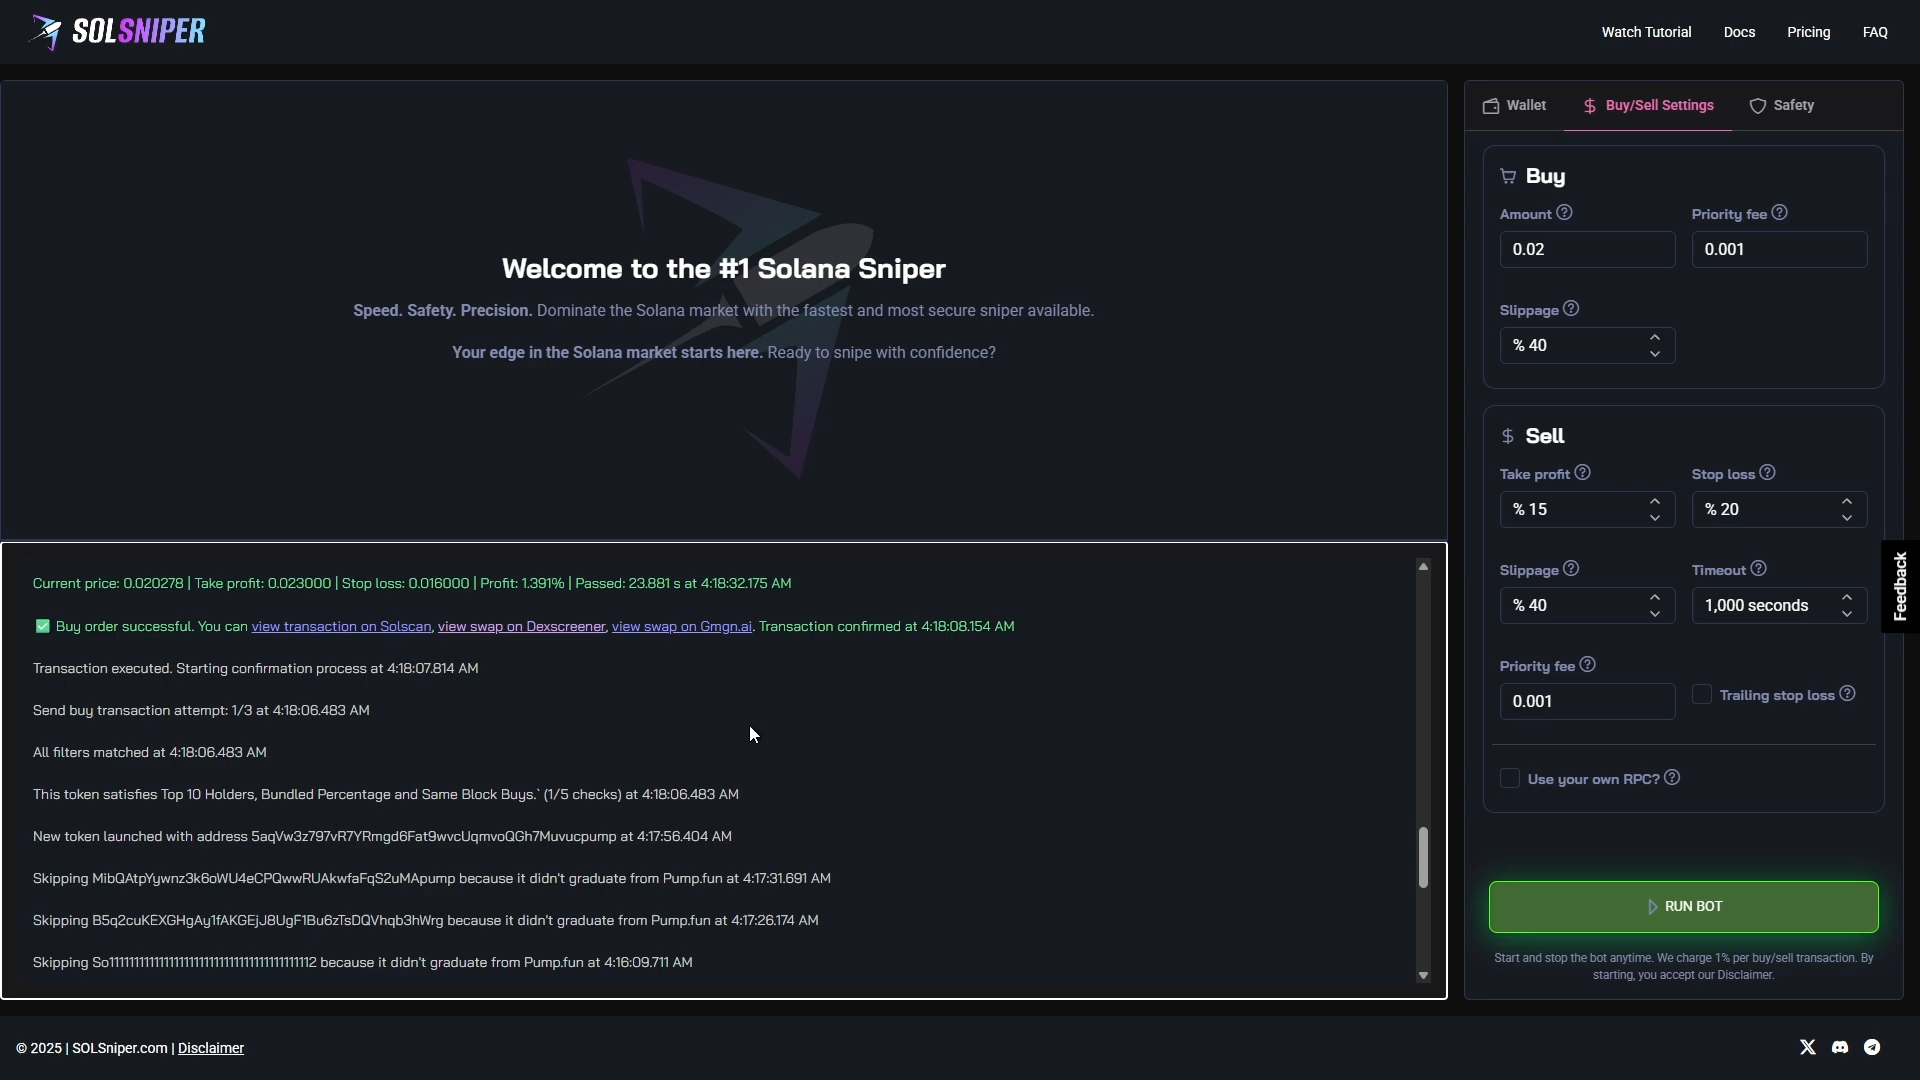 SOLSNIPER
Watch Tutorial
Docs
Pricing
FAQ
Welcome to the #1 Solana Sniper
Speed. Safety. Precision. Dominate the Solana market with the fastest and most secure sniper available.
Your edge in the Solana market starts here. Ready to snipe with confidence?
Current price: 0.020278 | Take profit: 0.023000 | Stop loss: 0.016000 | Profit: 1.391% | Passed: 23.881 s at 4:18:32.175 AM
✅ Buy order successful. You can view transaction on Solscan, view swap on Dexscreener, view swap on Gmgn.ai. Transaction confirmed at 4:18:08.154 AM
Transaction executed. Starting confirmation process at 4:18:07.814 AM
Send buy transaction attempt: 1/3 at 4:18:06.483 AM
All filters matched at 4:18:06.483 AM
This token satisfies Top 10 Holders, Bundled Percentage and Same Block Buys.` (1/5 checks) at 4:18:06.483 AM
New token launched with address 5aqVw3z797vR7YRmgd6Fat9wvcUqmvoQGh7Muvucpump at 4:17:56.404 AM
Skipping MibQAtpYywnz3k6oWU4eCPQwwRUAkwfaFqS2uMApump because it didn't graduate from Pump.fun at 4:17:31.691 AM
Skipping B5q2cuKEXGHgAy1fAKGEjJ8UgF1Bu6zTsDQVhqb3hWrg because it didn't graduate from Pump.fun at 4:17:26.174 AM
Skipping So11111111111111111111111111111111111111112 because it didn't graduate from Pump.fun at 4:16:09.711 AM
Wallet
Buy/Sell Settings
Safety
Buy
Amount
Priority fee
0.02
0.001
Slippage
% 40
Sell
Take profit
Stop loss
% 15
% 20
Slippage
Timeout
% 40
1,000 seconds
Priority fee
0.001
Trailing stop loss
Use your own RPC?
RUN BOT
Start and stop the bot anytime. We charge 1% per buy/sell transaction. By
starting, you accept our Disclaimer.
Feedback
© 2025 | SOLSniper.com | Disclaimer